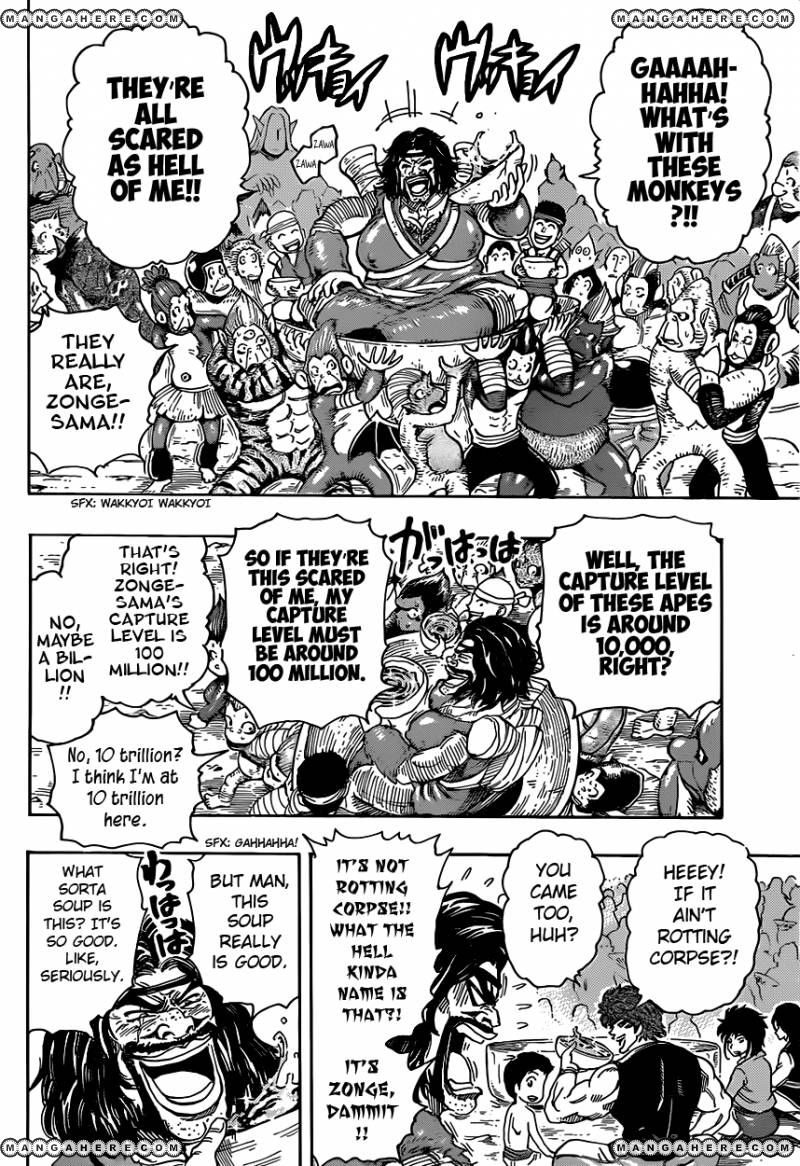 MANGAHERE.COM
MANGAHERE.COM
ウッキョイ
ウッキョイ
GAAAAH-
HAHHA!
WHAT'S
WITH
THESE
MONKEYS
?!!
THEY'RE
ALL
SCARED
AS HELL
OF ME!!
ZAWA
ZAWA
THEY
REALLY
ARE,
ZONGE-
SAMA!!
SFX: WAKKYOI WAKKYOI
WELL, THE
CAPTURE LEVEL
OF THESE APES
IS AROUND
10,000,
RIGHT?
がっはっは
SO IF THEY'RE
THIS SCARED
OF ME, MY
CAPTURE
LEVEL MUST
BE AROUND
100 MILLION.
THAT'S
RIGHT!
ZONGE-
SAMA'S
CAPTURE
LEVEL IS
100
MILLION!!
NO,
MAYBE
A BIL-
LION
!!
No, 10 trillion?
I think I'm at
10 trillion
here.
SFX: GAHHAHHA!
HEEEY!
IF IT
AIN'T
ROTTING
CORPSE?!
YOU
CAME
TOO,
HUH?
IT'S NOT
ROTTING
CORPSE!!
WHAT THE
HELL
KINDA
NAME IS
THAT?!
IT'S
ZONGE,
DAMMIT
!!
BUT MAN,
THIS
SOUP
REALLY
IS GOOD.
わっはっは
WHAT
SORTA
SOUP IS
THIS? IT'S
SO GOOD.
LIKE,
SERIOUSLY.
MANGAHERE.COM
MANGAHERE.COM